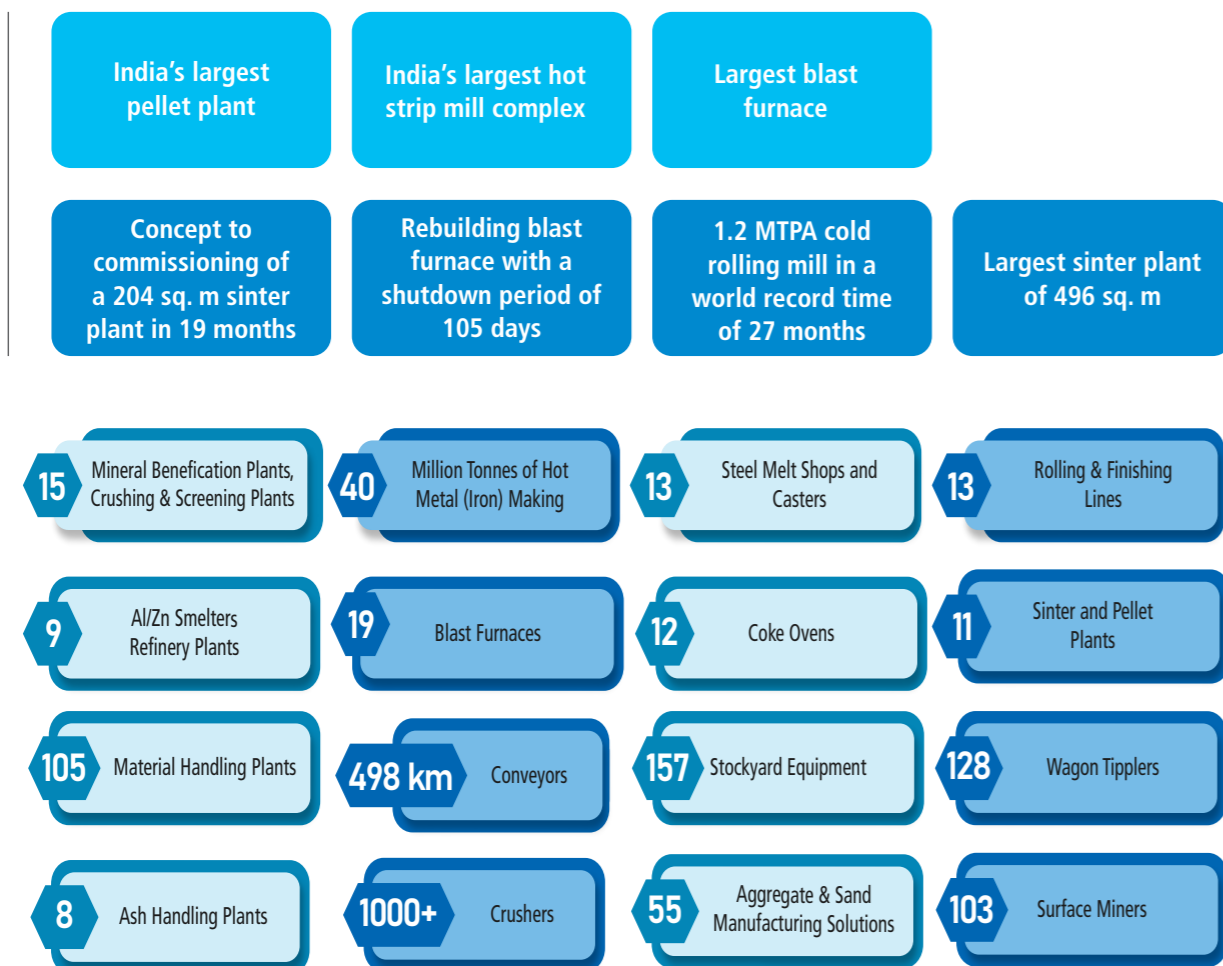 India's largest
pellet plant
India's largest hot
strip mill complex
Largest blast
furnace
Concept to
commissioning of
a 204 sq. m sinter
plant in 19 months
Rebuilding blast
furnace with a
shutdown period of
105 days
1.2 MTPA cold
rolling mill in a
world record time
of 27 months
Largest sinter plant
of 496 sq. m
15
Mineral Benefication Plants,
Crushing & Screening Plants
40
Million Tonnes of Hot
Metal (Iron) Making
13
Steel Melt Shops and
Casters
13
Rolling & Finishing
Lines
9
Al/Zn Smelters
Refinery Plants
19
Blast Furnaces
12
Coke Ovens
11
Sinter and Pellet
Plants
105
Material Handling Plants
498 km
Conveyors
157
Stockyard Equipment
128
Wagon Tipplers
8
Ash Handling Plants
1000+
Crushers
55
Aggregate & Sand
Manufacturing Solutions
103
Surface Miners